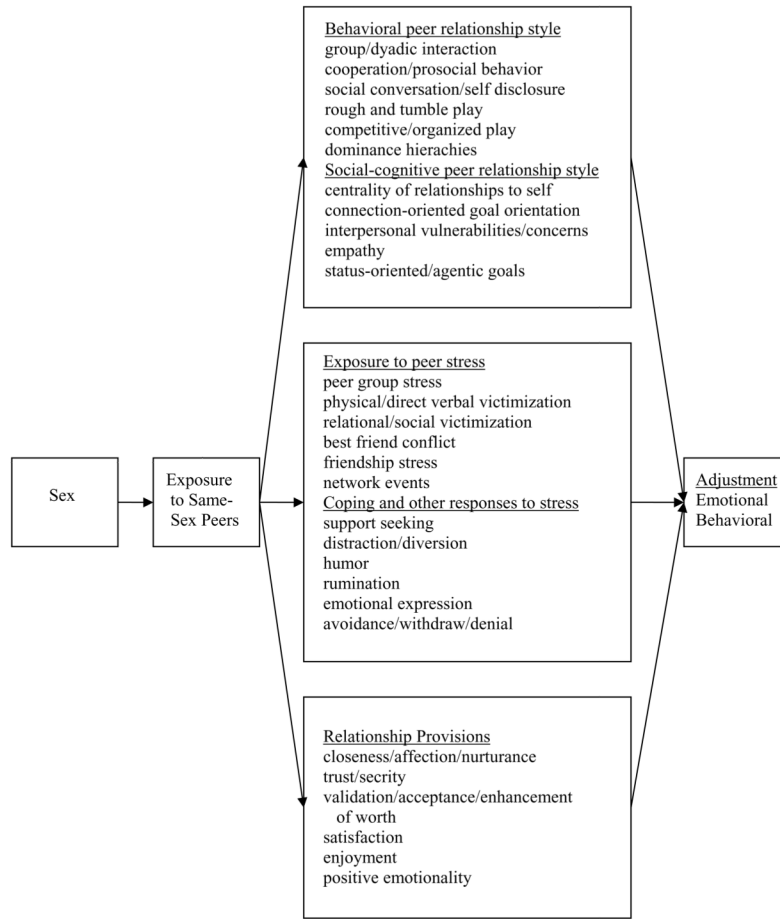 Behavioral peer relationship style
group/dyadic interaction
cooperation/prosocial behavior
social conversation/self disclosure
rough and tumble play
competitive/organized play
dominance hierachies
Social-cognitive peer relationship style
centrality of relationships to self
connection-oriented goal orientation
interpersonal vulnerabilities/concerns
empathy
status-oriented/agentic goals
Sex
Exposure
to Same-
Sex Peers
Exposure to peer stress
peer group stress
physical/direct verbal victimization
relational/social victimization
best friend conflict
friendship stress
network events
Coping and other responses to stress
support seeking
distraction/diversion
humor
rumination
emotional expression
avoidance/withdraw/denial
Relationship Provisions
closeness/affection/nurturance
trust/secrity
validation/acceptance/enhancement
of worth
satisfaction
enjoyment
positive emotionality
Adjustment
Emotional
Behavioral